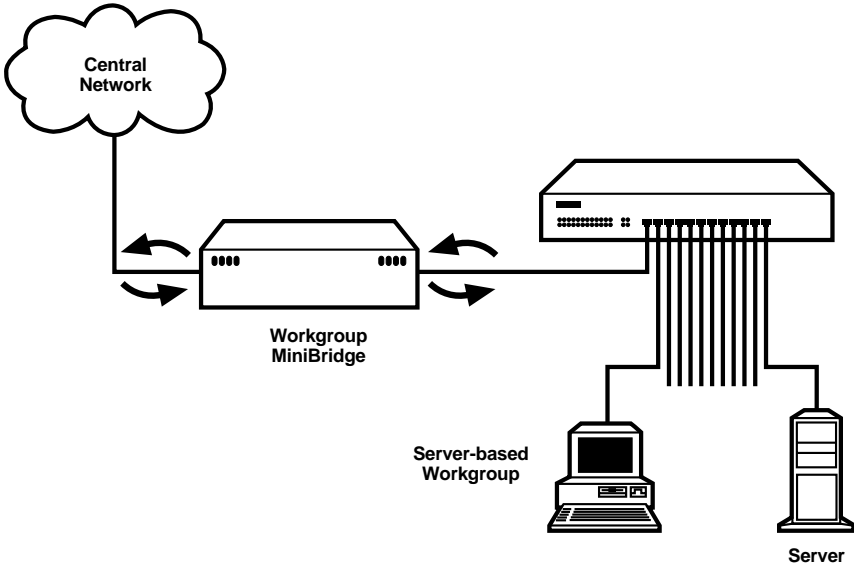 Central
Network
Workgroup
MiniBridge
Server-based
Workgroup
Server